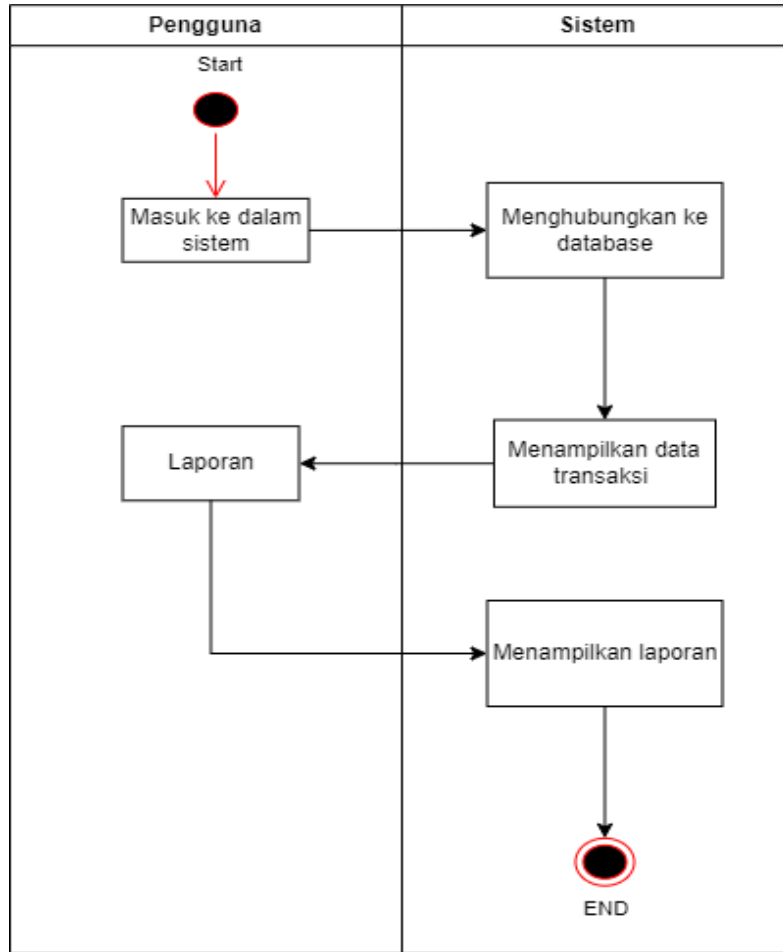 Pengguna
Sistem
Start
Masuk ke dalam
sistem
Menghubungkan ke
database
Menampilkan data
transaksi
Laporan
Menampilkan laporan
END